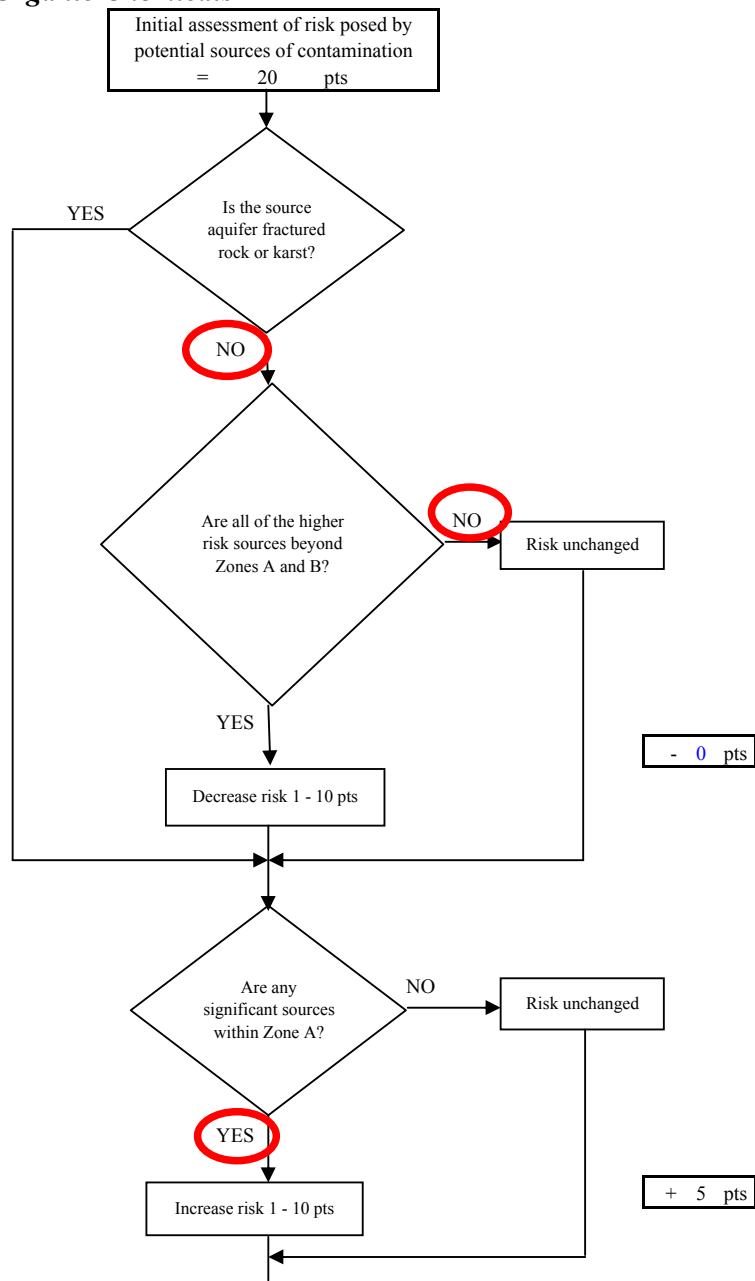 Initial assessment of risk posed by
potential sources of contamination
= 20 pts
YES
Is the source
aquifer fractured
rock or karst?
NO
Are all of the higher
risk sources beyond
Zones A and B?
NO
Risk unchanged
YES
- 0 pts
Decrease risk 1 - 10 pts
Are any
significant sources
within Zone A?
NO
Risk unchanged
YES
Increase risk 1 - 10 pts
+ 5 pts